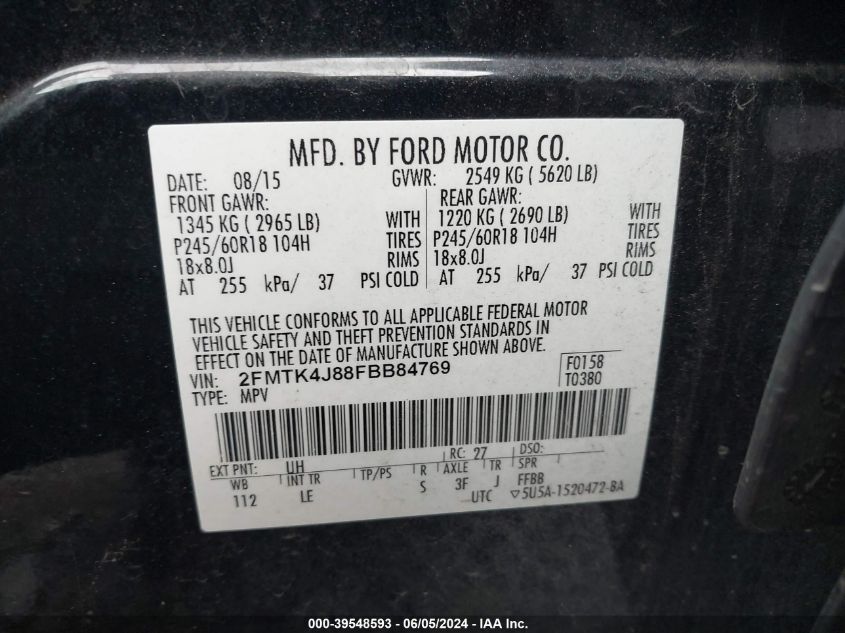 MFD. BY FORD MOTOR CO.
DATE: 08/15 GVWR: 2549 KG ( 5620 LB)
FRONT GAWR: REAR GAWR:
1345 KG ( 2965 LB) WITH 1220 KG ( 2690 LB) WITH
P245/60R18 104H TIRES P245/60R18 104H TIRES
18x8.0J RIMS 18x8.0J RIMS
AT 255 kPa/ 37 PSI COLD AT 255 kPa/ 37 PSI COLD
THIS VEHICLE CONFORMS TO ALL APPLICABLE FEDERAL MOTOR
VEHICLE SAFETY AND THEFT PREVENTION STANDARDS IN
EFFECT ON THE DATE OF MANUFACTURE SHOWN ABOVE.
VIN: 2FMTK4J88FBB84769 F0158
TYPE: MPV T0380
EXT PNT: UH RC: 27 DSO:
WB INT TR TP/PS R AXLE TR SPR
112 LE S 3F J FFBB
UTC ▽5U5A-1520472-BA
000-39548593 - 06/05/2024 - IAAI.com